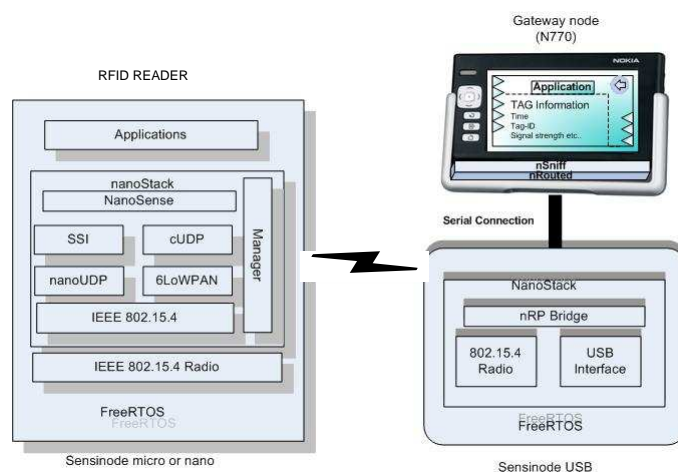 Gateway node
(N770)
NOKIA
Application
TAG Information
Time
Tag-ID
Signal strength etc..
nSniff
nRouted
Serial Connection
RFID READER
Applications
nanoStack
NanoSense
SSI
cUDP
nanoUDP
6LoWPAN
IEEE 802.15.4
Manager
IEEE 802.15.4 Radio
FreeRTOS
FreeRTOS
Sensinode micro or nano
NanoStack
nRP Bridge
802.15.4
Radio
USB
Interface
FreeRTOS
FreeRTOS
Sensinode USB